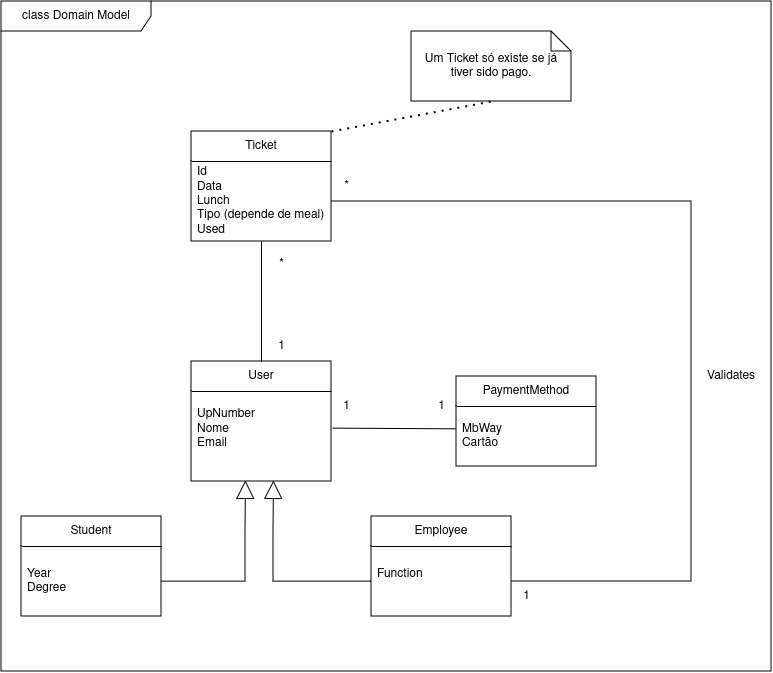 class Domain Model
Um Ticket só existe se já
tiver sido pago.
Ticket
Id
Data
Lunch
Tipo (depende de meal)
Used
*
*
1
Validates
User
UpNumber
Nome
Email
1
1
PaymentMethod
MbWay
Cartão
Student
Year
Degree
Employee
Function
1